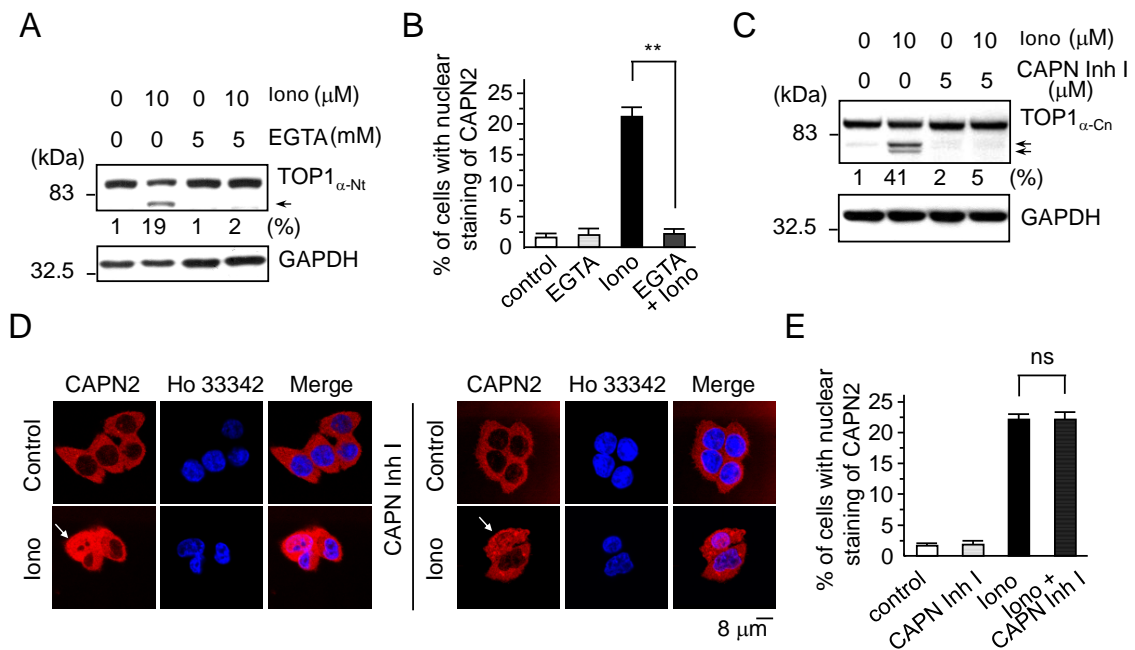 A
0 10 0 10 Iono (μM)
0 0 5 5 EGTA (mM)
(kDa)
83
TOP1α-Nt
1 19 1 2 (%)
32.5
GAPDH
B
% of cells with nuclear
staining of CAPN2
25
20
15
10
5
0
**
control
EGTA
Iono
EGTA
+ Iono
C
0 10 0 10 Iono (μM)
0 0 5 5 CAPN Inh I
(μM)
(kDa)
83
TOP1α-Cn
1 41 2 5 (%)
32.5
GAPDH
D
CAPN2 Ho 33342 Merge
Control
Iono
CAPN Inh I
CAPN2 Ho 33342 Merge
Control
Iono
8 μm
E
% of cells with nuclear
staining of CAPN2
25
20
15
10
5
0
ns
control
CAPN Inh I
Iono
Iono +
CAPN Inh I